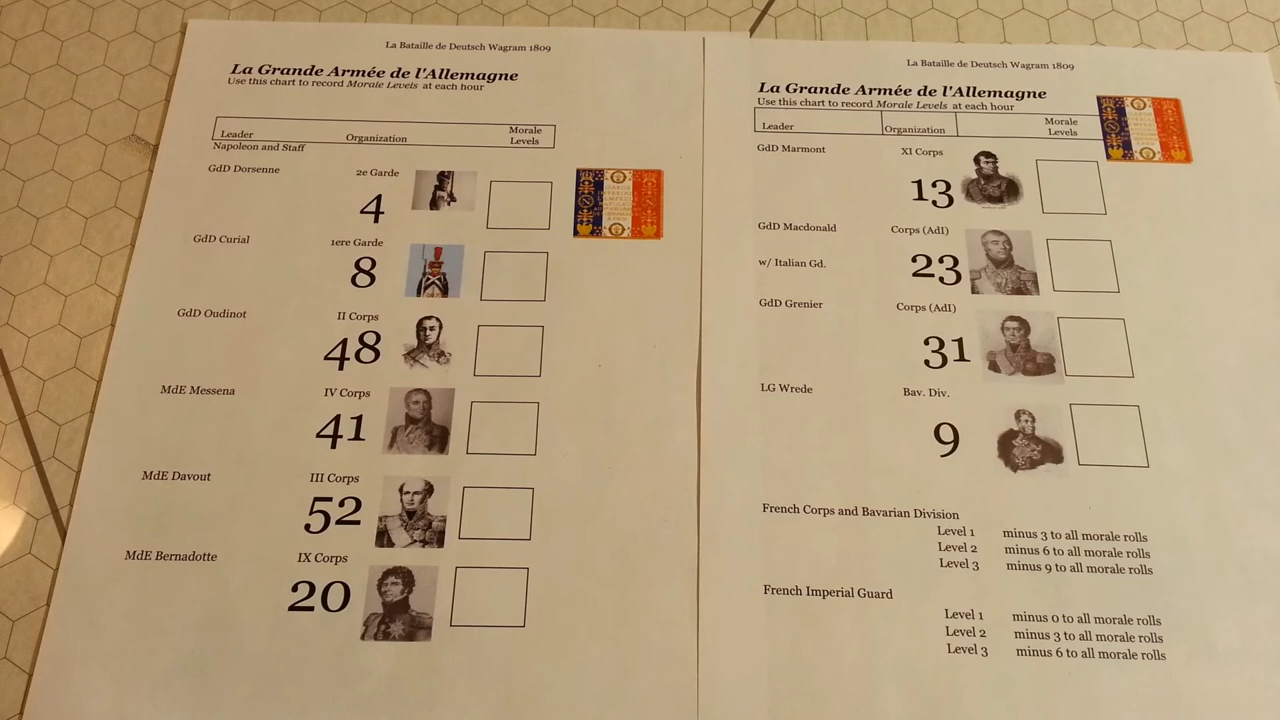 La Bataille de Deutsch Wagram 1809
La Grande Armée de l'Allemagne
Use this chart to record Morale Levels at each hour
Leader Organization Morale Levels
Napoleon and Staff
GdD Dorsenne 2e Garde
4
GdD Curial 1ere Garde
8
GdD Oudinot II Corps
48
MdE Messena IV Corps
41
MdE Davout III Corps
52
MdE Bernadotte IX Corps
20
La Bataille de Deutsch Wagram 1809
La Grande Armée de l'Allemagne
Use this chart to record Morale Levels at each hour
Leader Organization Morale Levels
GdD Marmont XI Corps
13
GdD Macdonald Corps (AdI)
w/ Italian Gd. 23
GdD Grenier Corps (AdI)
31
LG Wrede Bav. Div.
9
French Corps and Bavarian Division
Level 1 minus 3 to all morale rolls
Level 2 minus 6 to all morale rolls
Level 3 minus 9 to all morale rolls
French Imperial Guard
Level 1 minus 0 to all morale rolls
Level 2 minus 3 to all morale rolls
Level 3 minus 6 to all morale rolls